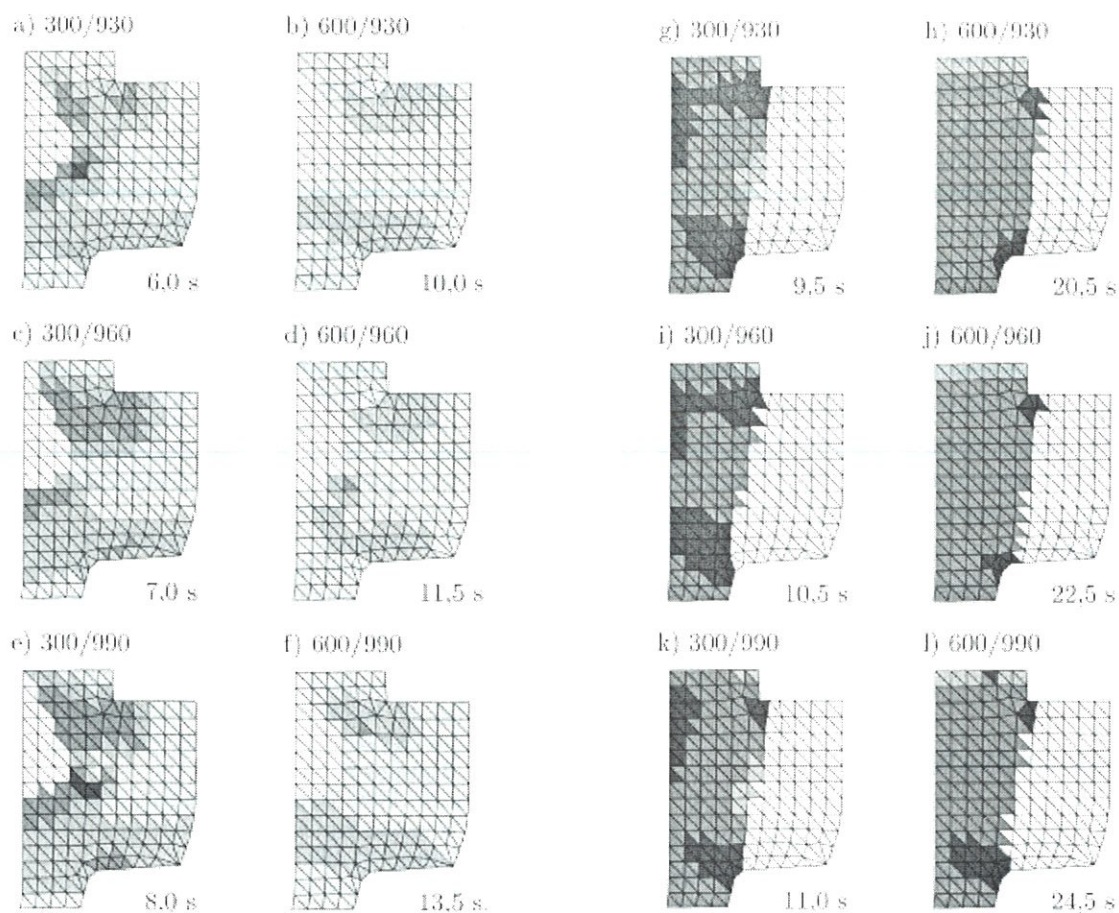 a) 300/930
b) 600/930
g) 300/930
h) 600/930
6,0 s
10,0 s
9,5 s
20,5 s
c) 300/960
d) 600/960
i) 300/960
j) 600/960
7,0 s
11,5 s
10,5 s
22,5 s
e) 300/990
f) 600/990
k) 300/990
l) 600/990
8,0 s
13,5 s.
11,0 s
24,5 s